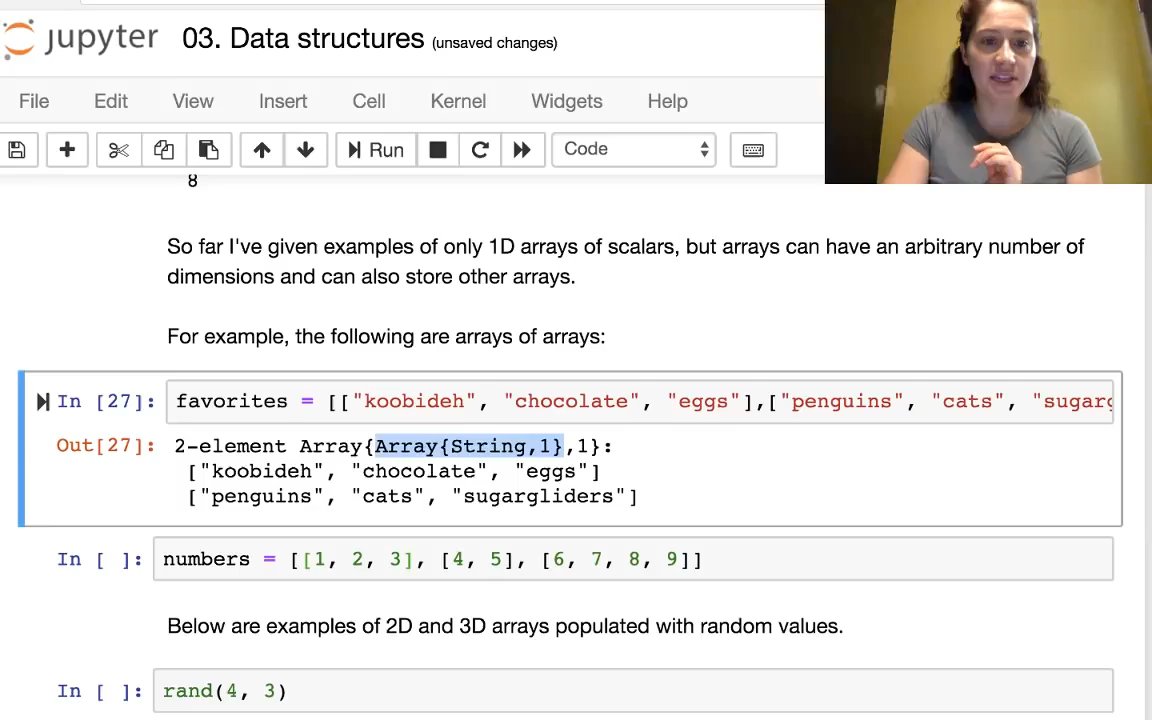 jupyter 03. Data structures (unsaved changes)
File Edit View Insert Cell Kernel Widgets Help
Run Code
8
So far I've given examples of only 1D arrays of scalars, but arrays can have an arbitrary number of
dimensions and can also store other arrays.
For example, the following are arrays of arrays:
In [27]: favorites = [["koobideh", "chocolate", "eggs"],["penguins", "cats", "sugarg
Out[27]: 2-element Array{Array{String,1},1}:
["koobideh", "chocolate", "eggs"]
["penguins", "cats", "sugargliders"]
In [ ]: numbers = [[1, 2, 3], [4, 5], [6, 7, 8, 9]]
Below are examples of 2D and 3D arrays populated with random values.
In [ ]: rand(4, 3)